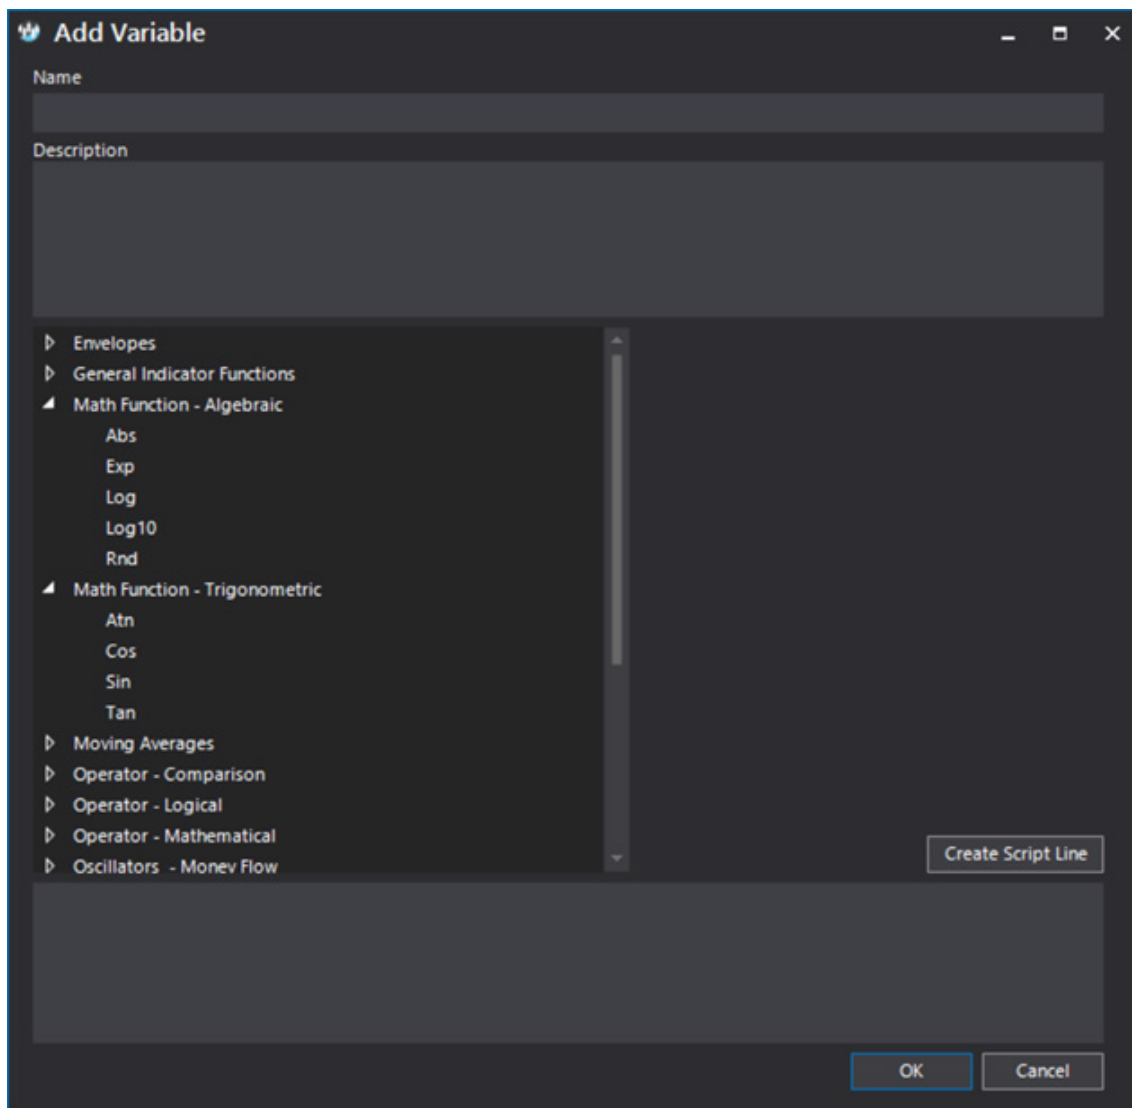 Add Variable
Name
Description
Envelopes
General Indicator Functions
Math Function - Algebraic
Abs
Exp
Log
Log10
Rnd
Math Function - Trigonometric
Atn
Cos
Sin
Tan
Moving Averages
Operator - Comparison
Operator - Logical
Operator - Mathematical
Oscillators - Money Flow
Create Script Line
OK
Cancel